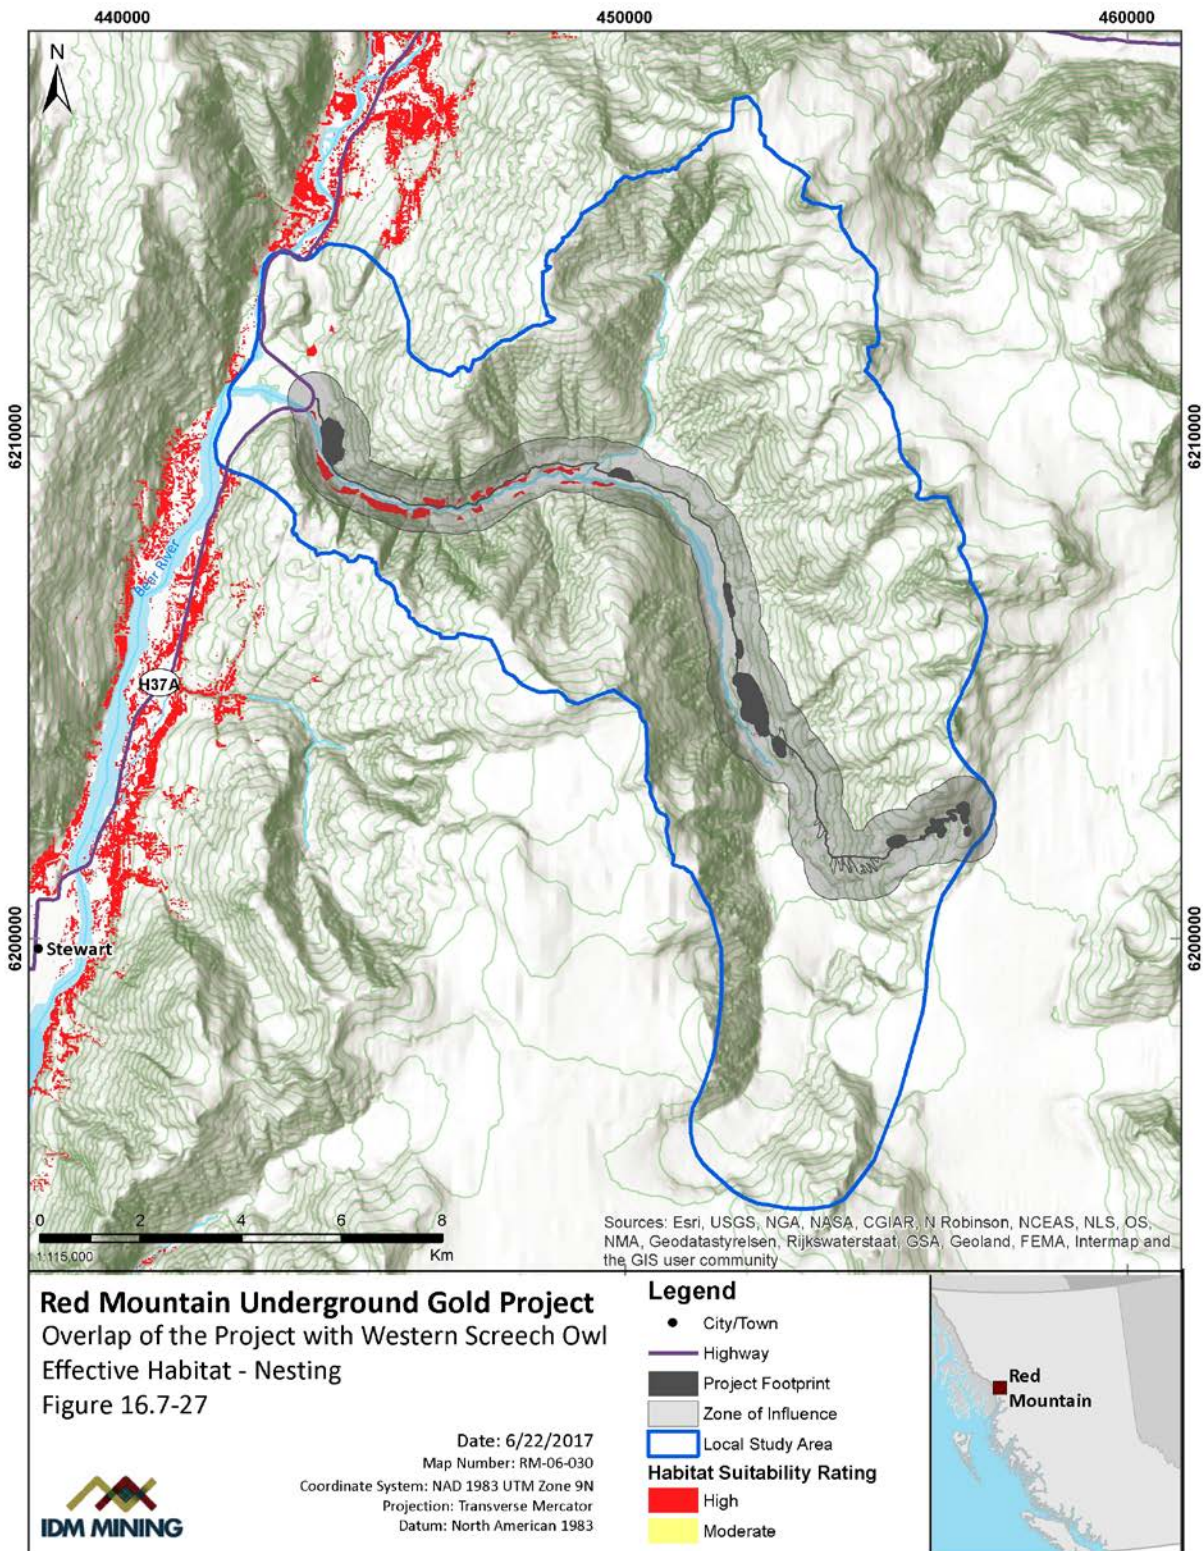 440000
450000
460000
N
6210000
6210000
Bear River
H37A
6200000
6200000
Stewart
0 2 4 6 8
1:115,000
Km
Sources: Esri, USGS, NGA, NASA, CGIAR, N Robinson, NCEAS, NLS, OS,
NMA, Geodatastyrelsen, Rijkswaterstaat, GSA, Geoland, FEMA, Intermap and
the GIS user community
Red Mountain Underground Gold Project
Overlap of the Project with Western Screech Owl
Effective Habitat - Nesting
Figure 16.7-27
Date: 6/22/2017
Map Number: RM-06-030
Coordinate System: NAD 1983 UTM Zone 9N
Projection: Transverse Mercator
Datum: North American 1983
IDM MINING
Legend
City/Town
Highway
Project Footprint
Zone of Influence
Local Study Area
Habitat Suitability Rating
High
Moderate
Red
Mountain